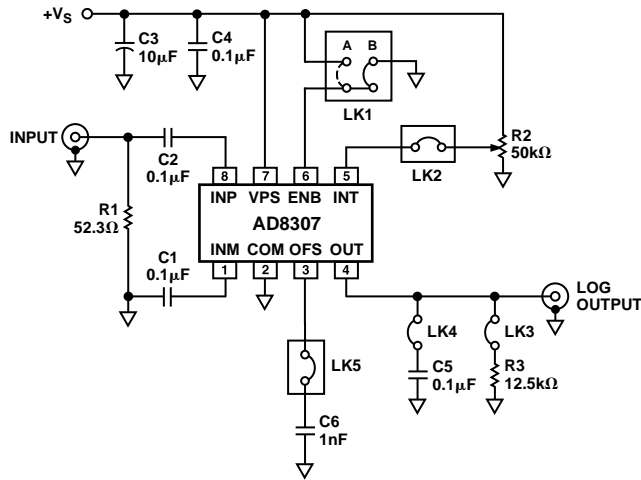 +VS
C3
10µF
C4
0.1µF
A B
LK1
INPUT
C2
0.1µF
R2
50kΩ
LK2
8 7 6 5
INP VPS ENB INT
R1
52.3Ω
AD8307
C1
0.1µF
INM COM OFS OUT
1 2 3 4
LOG
OUTPUT
LK4
LK3
LK5
C5
0.1µF
R3
12.5kΩ
C6
1nF